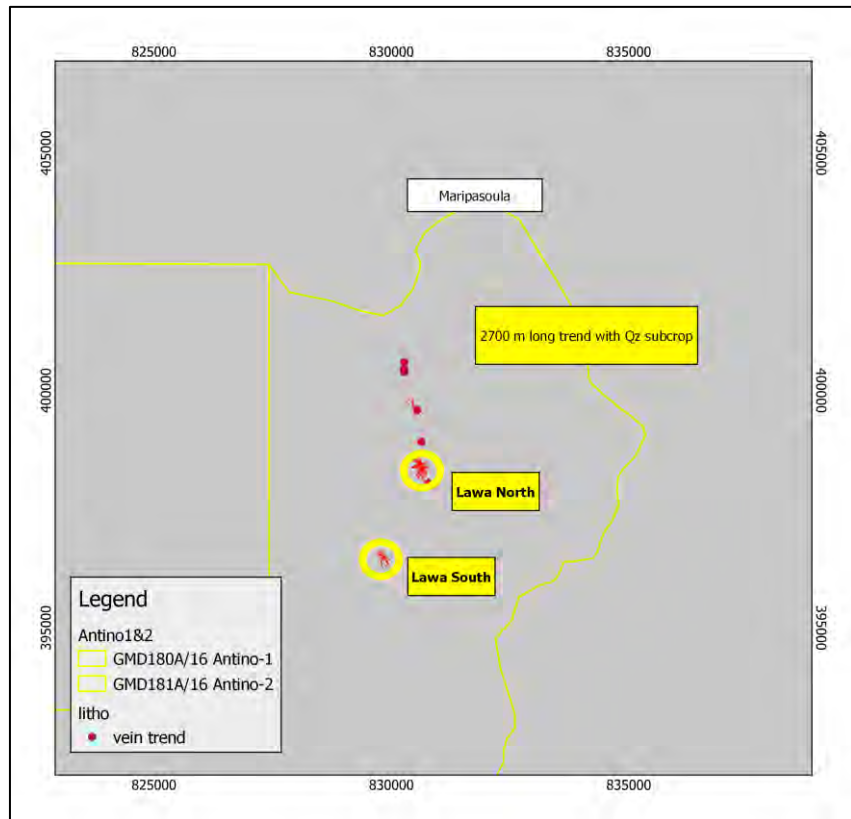 825000
830000
835000
405000
405000
Maripasoula
2700 m long trend with Qz subcrop
400000
400000
Lawa North
Lawa South
395000
395000
Legend
Antino1&2
GMD180A/16 Antino-1
GMD181A/16 Antino-2
litho
vein trend
825000
830000
835000